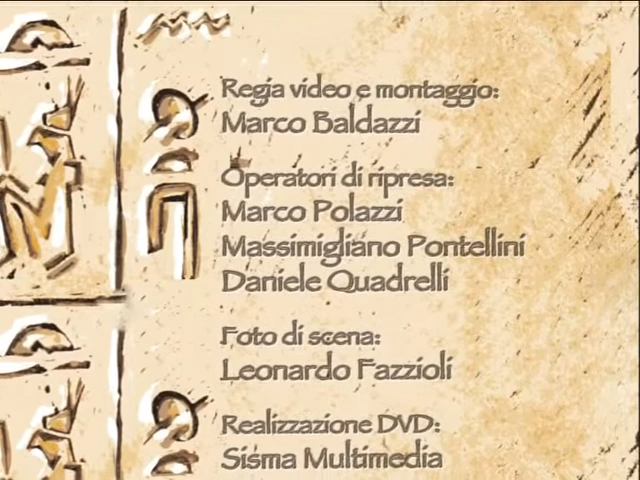 Regia video e montaggio:
Marco Baldazzi
Operatori di ripresa:
Marco Polazzi
Massimigliano Pontellini
Daniele Quadrelli
Foto di scena:
Leonardo Fazzioli
Realizzazione DVD:
Sisma Multimedia